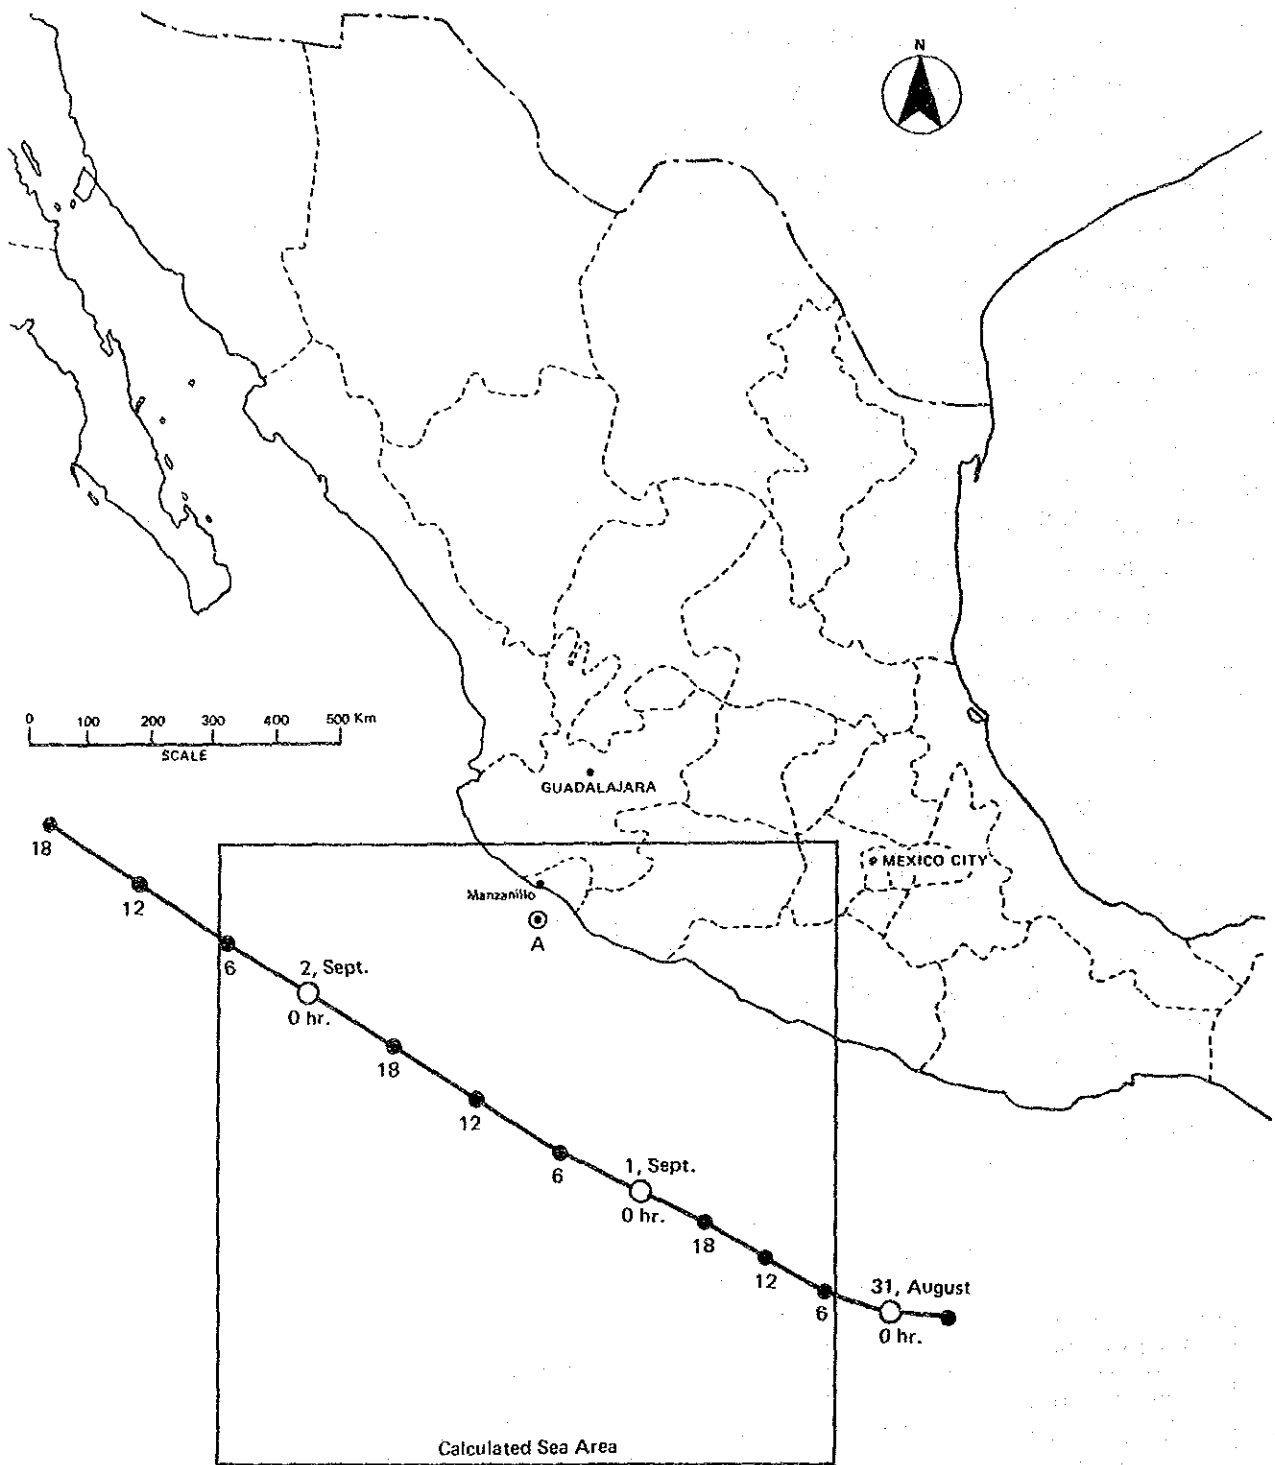 N
0 100 200 300 400 500 Km
SCALE
GUADALAJARA
MEXICO CITY
Manzanillo
A
18
12
6
2, Sept.
0 hr.
18
12
6
1, Sept.
0 hr.
18
12
6
31, August
0 hr.
Calculated Sea Area